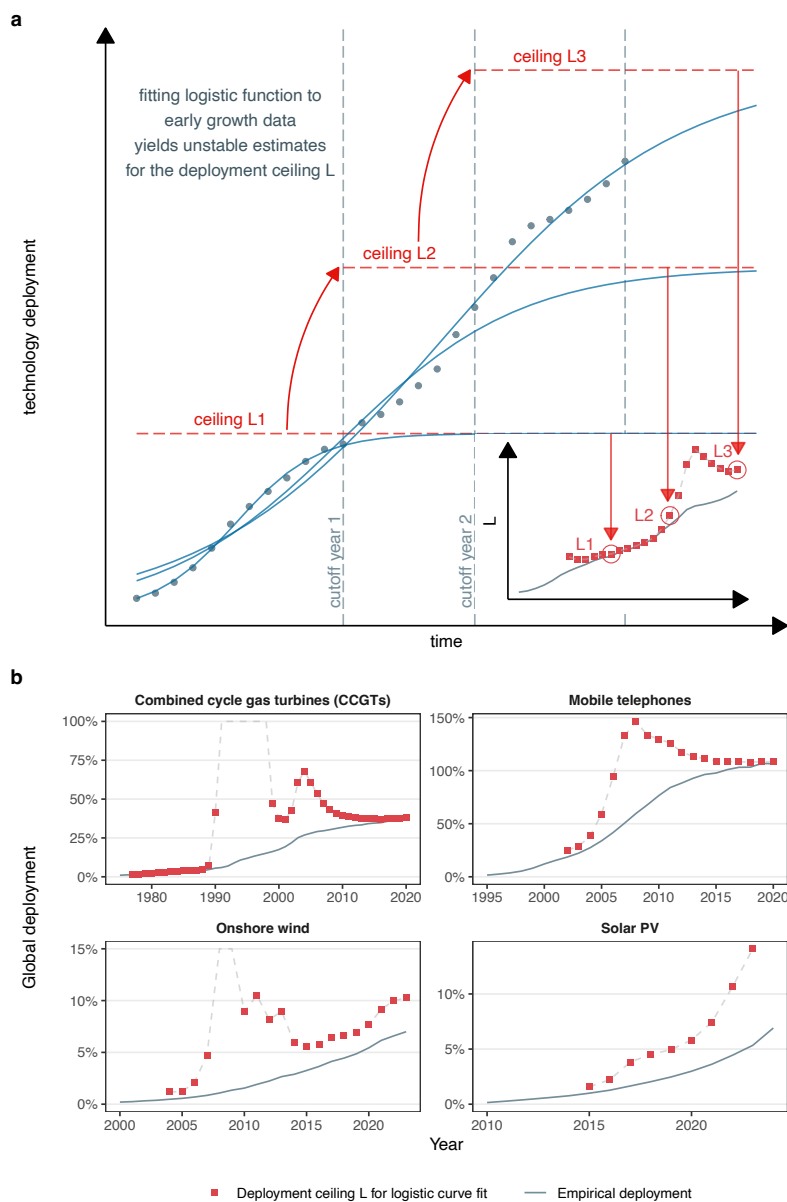 a
ceiling L3
fitting logistic function to
early growth data
yields unstable estimates
for the deployment ceiling L
ceiling L2
ceiling L1
technology deployment
cutoff year 1
cutoff year 2
L
L1
L2
L3
time
b
Combined cycle gas turbines (CCGTs)
100%
75%
50%
25%
0%
1980 1990 2000 2010 2020
Mobile telephones
150%
100%
50%
0%
1995 2000 2005 2010 2015 2020
Global deployment
Onshore wind
15%
10%
5%
0%
2000 2005 2010 2015 2020
Solar PV
10%
5%
0%
2010 2015 2020
Year
Deployment ceiling L for logistic curve fit
Empirical deployment